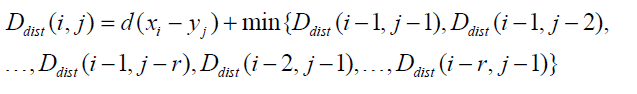 D_dist (i, j) = d(x_i − y_j) + min{D_dist (i−1, j−1), D_dist (i−1, j−2),
..., D_dist (i−1, j−r), D_dist (i−2, j−1), ..., D_dist (i−r, j−1)}